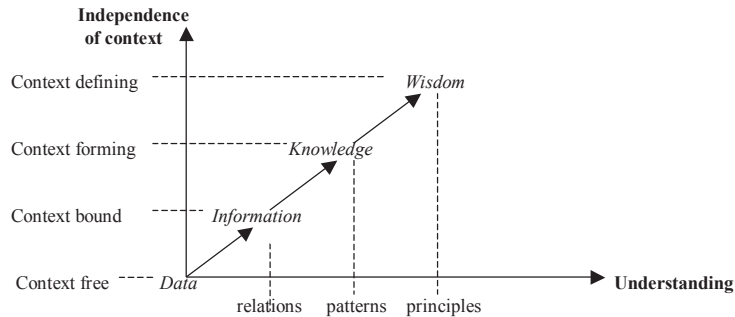 Independence
of context
Context defining
Wisdom
Context forming
Knowledge
Context bound
Information
Context free
Data
Understanding
relations
patterns
principles